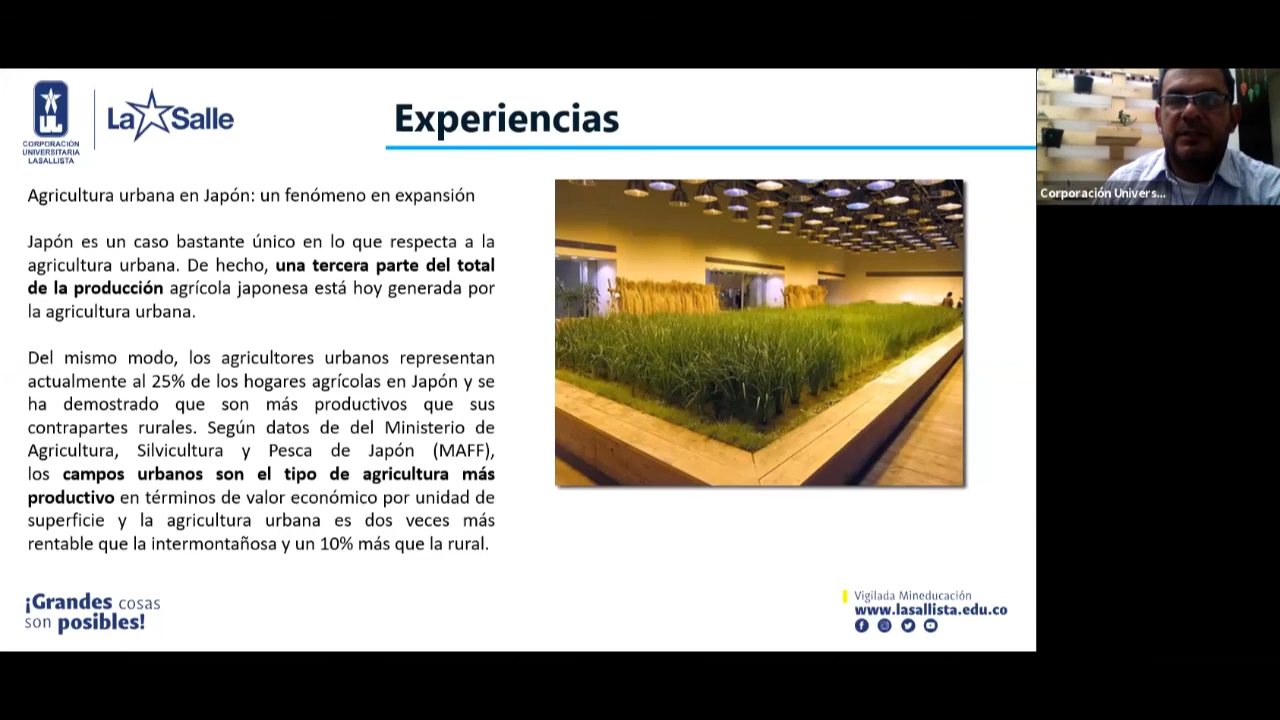 CORPORACIÓN
UNIVERSITARIA
LASALLISTA
La Salle
Experiencias
Agricultura urbana en Japón: un fenómeno en expansión
Japón es un caso bastante único en lo que respecta a la
agricultura urbana. De hecho, una tercera parte del total
de la producción agrícola japonesa está hoy generada por
la agricultura urbana.
Del mismo modo, los agricultores urbanos representan
actualmente al 25% de los hogares agrícolas en Japón y se
ha demostrado que son más productivos que sus
contrapartes rurales. Según datos de del Ministerio de
Agricultura, Silvicultura y Pesca de Japón (MAFF),
los campos urbanos son el tipo de agricultura más
productivo en términos de valor económico por unidad de
superficie y la agricultura urbana es dos veces más
rentable que la intermontañosa y un 10% más que la rural.
¡Grandes cosas
son posibles!
Vigilada Mineducación
www.lasallista.edu.co
Corporación Univers...